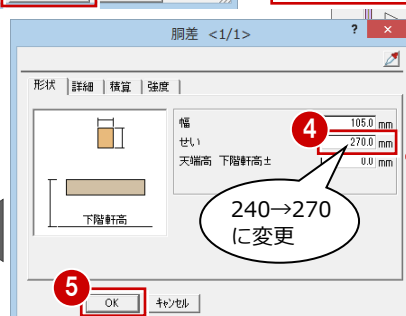 胴差 <1/1>
? ×
形状 詳細 積算 強度
幅 105.0 mm
4
せい 270.0 mm
天端高 下階軒高± 0.0 mm
下階軒高
240→270
に変更
5
OK キャンセル